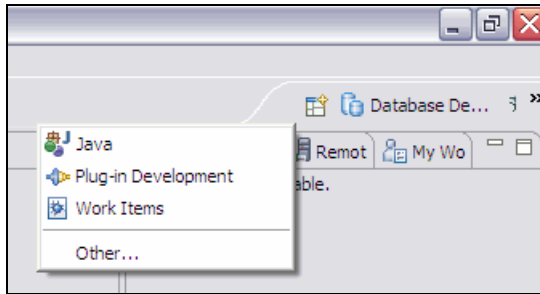 Database De...
Java
Remot
My Wo
Plug-in Development
able.
Work Items
Other...